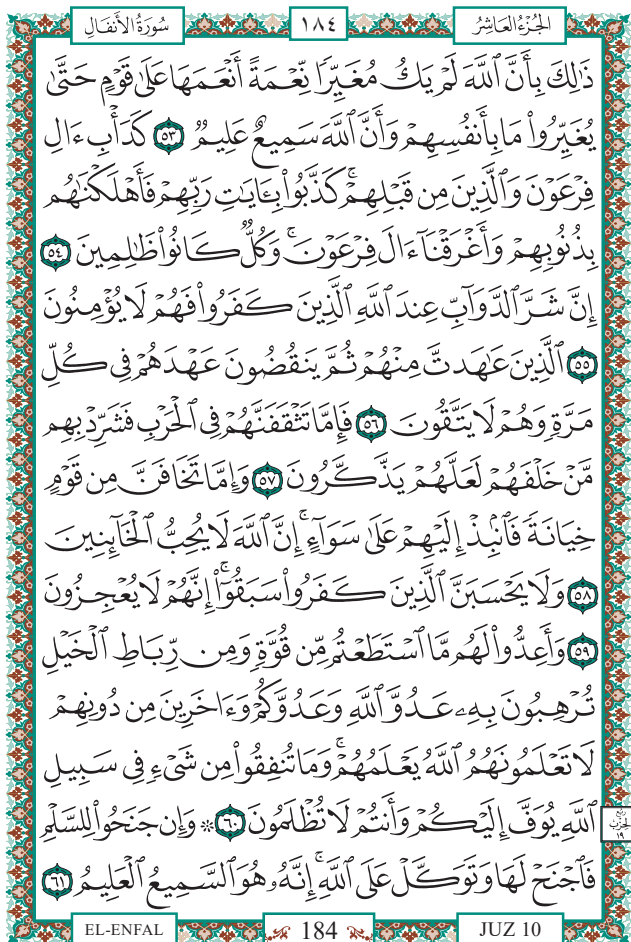 سُورَةُ الأَنفَالِ ١٨٤ الجُزْءُ العَاشِرُ
ذَٰلِكَ بِأَنَّ ٱللَّهَ لَمْ يَكُ مُغَيِّرًا نِّعْمَةً أَنْعَمَهَا عَلَىٰ قَوْمٍ حَتَّىٰ
يُغَيِّرُوا۟ مَا بِأَنفُسِهِمْ وَأَنَّ ٱللَّهَ سَمِيعٌ عَلِيمٌ ٥٣ كَدَأْبِ ءَالِ
فِرْعَوْنَ وَٱلَّذِينَ مِن قَبْلِهِمْ ۚ كَذَّبُوا۟ بِـَٔايَـٰتِ رَبِّهِمْ فَأَهْلَكْنَـٰهُم
بِذُنُوبِهِمْ وَأَغْرَقْنَآ ءَالَ فِرْعَوْنَ ۚ وَكُلٌّ كَانُوا۟ ظَـٰلِمِينَ ٥٤
إِنَّ شَرَّ ٱلدَّوَآبِّ عِندَ ٱللَّهِ ٱلَّذِينَ كَفَرُوا۟ فَهُمْ لَا يُؤْمِنُونَ
٥٥ ٱلَّذِينَ عَـٰهَدتَّ مِنْهُمْ ثُمَّ يَنقُضُونَ عَهْدَهُمْ فِى كُلِّ
مَرَّةٍ وَهُمْ لَا يَتَّقُونَ ٥٦ فَإِمَّا تَثْقَفَنَّهُمْ فِى ٱلْحَرْبِ فَشَرِّدْ بِهِم
مَّنْ خَلْفَهُمْ لَعَلَّهُمْ يَذَّكَّرُونَ ٥٧ وَإِمَّا تَخَافَنَّ مِن قَوْمٍ
خِيَانَةً فَٱنۢبِذْ إِلَيْهِمْ عَلَىٰ سَوَآءٍ ۚ إِنَّ ٱللَّهَ لَا يُحِبُّ ٱلْخَآئِنِينَ
٥٨ وَلَا يَحْسَبَنَّ ٱلَّذِينَ كَفَرُوا۟ سَبَقُوٓا۟ ۚ إِنَّهُمْ لَا يُعْجِزُونَ
٥٩ وَأَعِدُّوا۟ لَهُم مَّا ٱسْتَطَعْتُم مِّن قُوَّةٍ وَمِن رِّبَاطِ ٱلْخَيْلِ
تُرْهِبُونَ بِهِۦ عَدُوَّ ٱللَّهِ وَعَدُوَّكُمْ وَءَاخَرِينَ مِن دُونِهِمْ
لَا تَعْلَمُونَهُمُ ٱللَّهُ يَعْلَمُهُمْ ۚ وَمَا تُنفِقُوا۟ مِن شَىْءٍ فِى سَبِيلِ
ٱللَّهِ يُوَفَّ إِلَيْكُمْ وَأَنتُمْ لَا تُظْلَمُونَ ٦٠ ۞ وَإِن جَنَحُوا۟ لِلسَّلْمِ
رُبْعُ الحِزْبِ ١٩
فَٱجْنَحْ لَهَا وَتَوَكَّلْ عَلَى ٱللَّهِ ۚ إِنَّهُۥ هُوَ ٱلسَّمِيعُ ٱلْعَلِيمُ ٦١
EL-ENFAL 184 JUZ 10